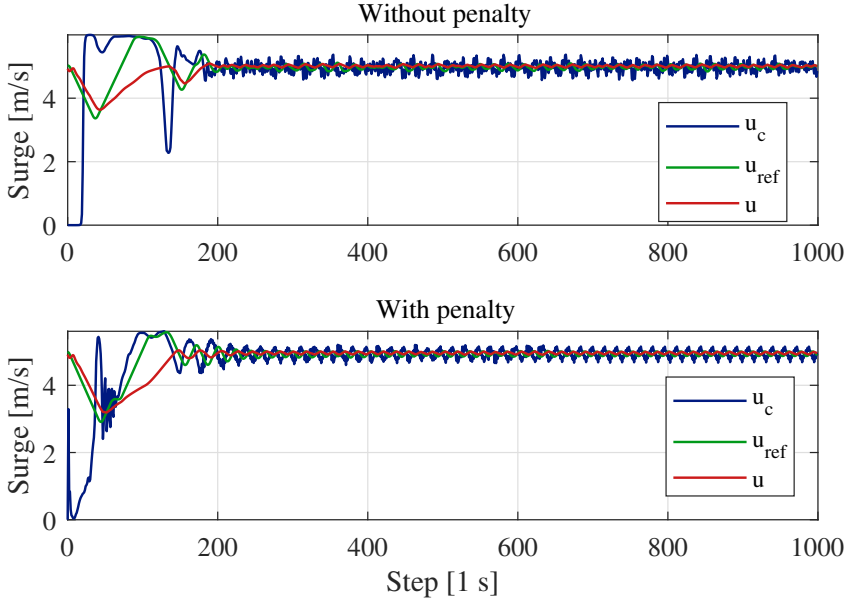 Without penalty
Surge [m/s]
4
2
0
u_c
u_ref
u
0 200 400 600 800 1000
With penalty
Surge [m/s]
4
2
0
u_c
u_ref
u
0 200 400 600 800 1000
Step [1 s]